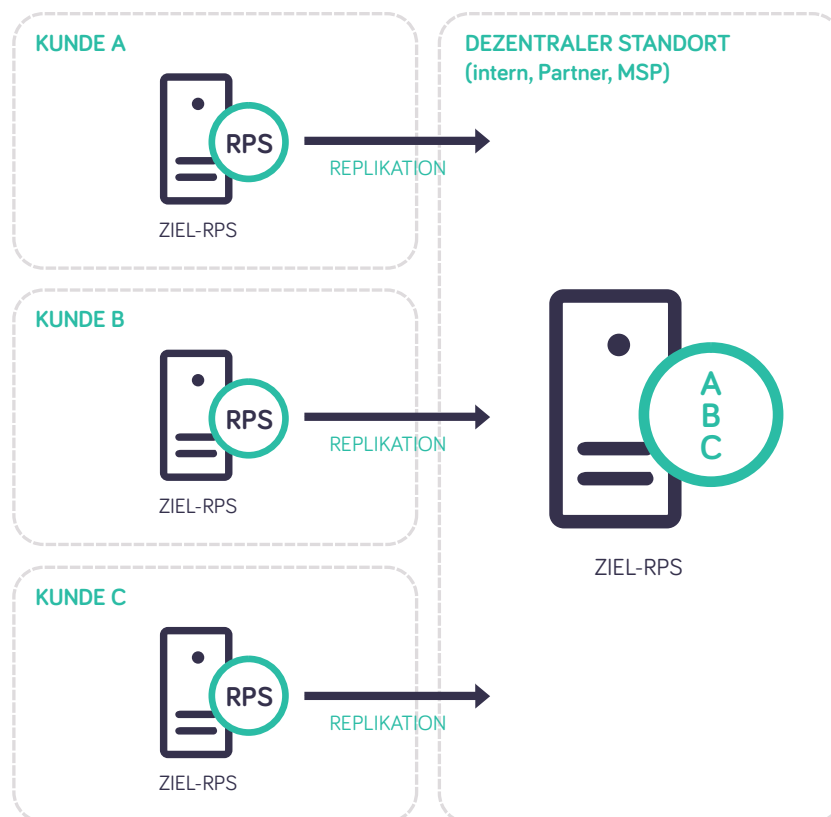 KUNDE A
RPS
REPLIKATION
ZIEL-RPS
KUNDE B
RPS
REPLIKATION
ZIEL-RPS
KUNDE C
RPS
REPLIKATION
ZIEL-RPS
DEZENTRALER STANDORT
(intern, Partner, MSP)
A
B
C
ZIEL-RPS